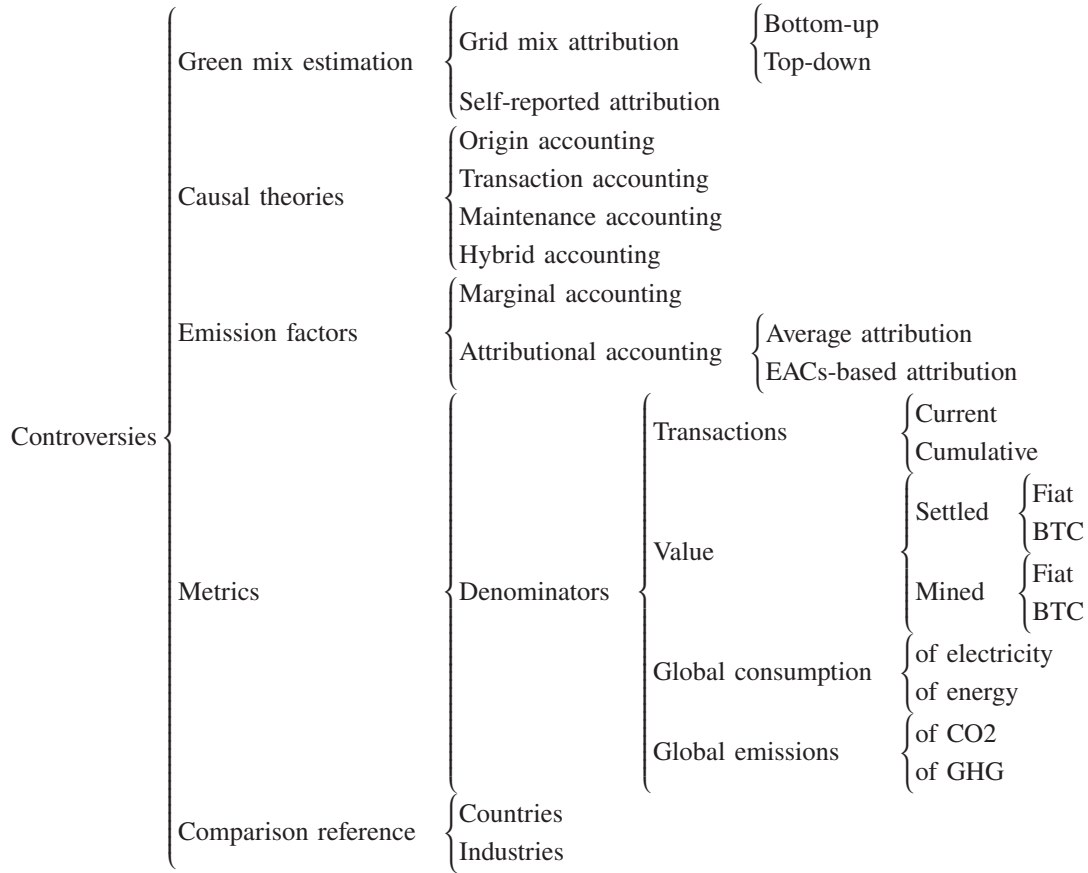 Controversies
Green mix estimation
Grid mix attribution
Bottom-up
Top-down
Self-reported attribution
Causal theories
Origin accounting
Transaction accounting
Maintenance accounting
Hybrid accounting
Emission factors
Marginal accounting
Attributional accounting
Average attribution
EACs-based attribution
Metrics
Denominators
Transactions
Current
Cumulative
Value
Settled
Fiat
BTC
Mined
Fiat
BTC
Global consumption
of electricity
of energy
Global emissions
of CO2
of GHG
Comparison reference
Countries
Industries